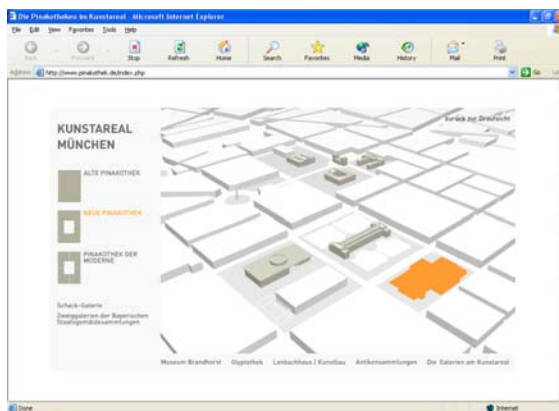 Die Pinakotheken im Kunstareal - Microsoft Internet Explorer
File Edit View Favorites Tools Help
Back Forward Stop Refresh Home Search Favorites Media History Mail Print
Address http://www.pinakothek.de/index.php Go
zurück zur Draufsicht
KUNSTAREAL
MÜNCHEN
ALTE PINAKOTHEK
NEUE PINAKOTHEK
PINAKOTHEK DER
MODERNE
Schack-Galerie
Zweiggalerien der Bayerischen
Staatsgemäldesammlungen
Museum Brandhorst Glyptothek Lenbachhaus | Kunstbau Antikensammlungen Die Galerien am Kunstareal
Done Internet